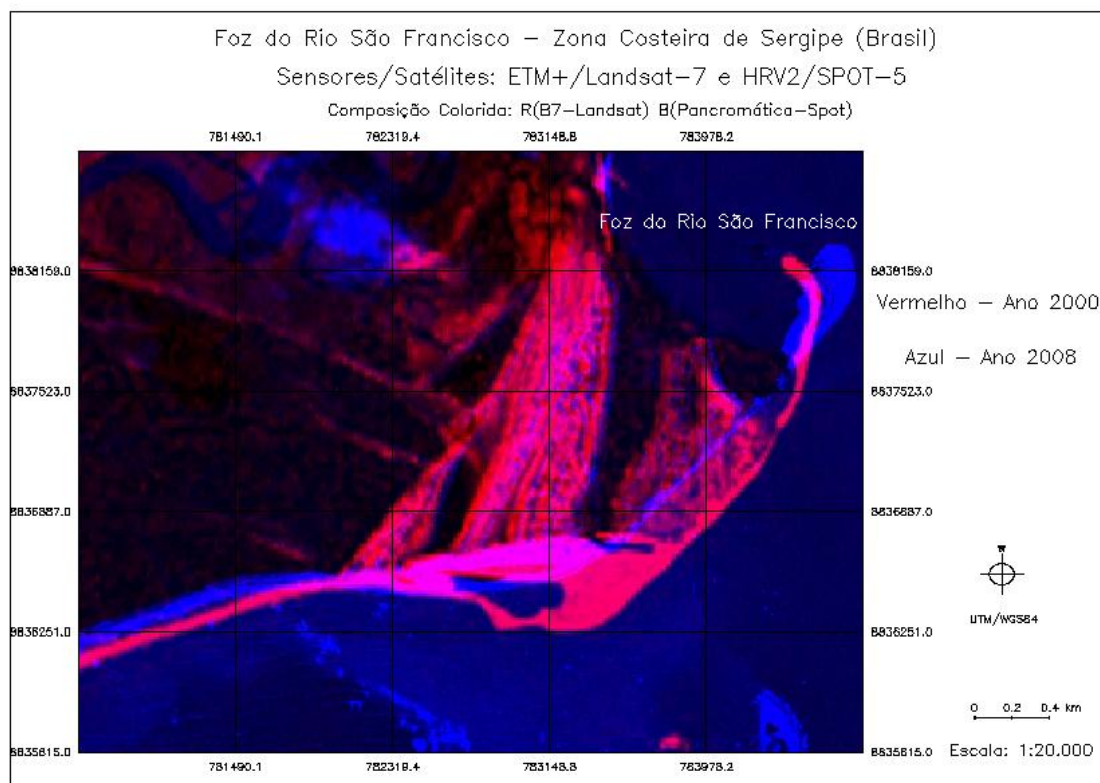 Foz do Rio São Francisco – Zona Costeira de Sergipe (Brasil)
Sensores/Satélites: ETM+/Landsat-7 e HRV2/SPOT-5
Composição Colorida: R(B7-Landsat) B(Pancromática-Spot)
781490.1 782319.4 783148.8 783978.2
Foz do Rio São Francisco
8838159.0 8838159.0
Vermelho – Ano 2000
Azul – Ano 2008
8837523.0 8837523.0
8836887.0 8836887.0
N
UTM/WGS84
8836251.0 8836251.0
0 0.2 0.4 km
8835615.0 8835615.0
Escala: 1:20.000
781490.1 782319.4 783148.8 783978.2